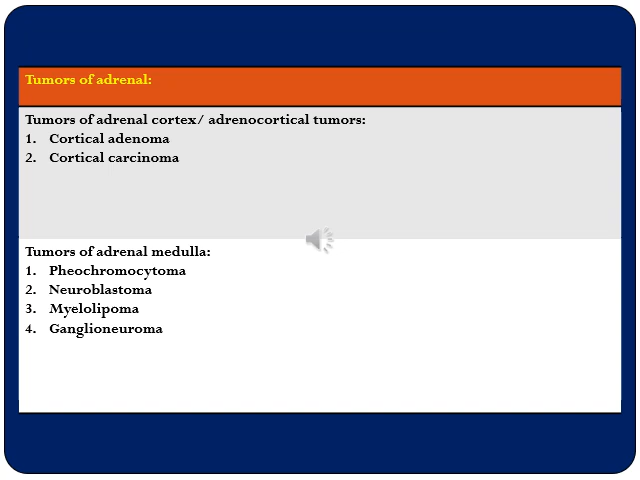 Tumors of adrenal:
Tumors of adrenal cortex/ adrenocortical tumors:
1. Cortical adenoma
2. Cortical carcinoma
Tumors of adrenal medulla:
1. Pheochromocytoma
2. Neuroblastoma
3. Myelolipoma
4. Ganglioneuroma